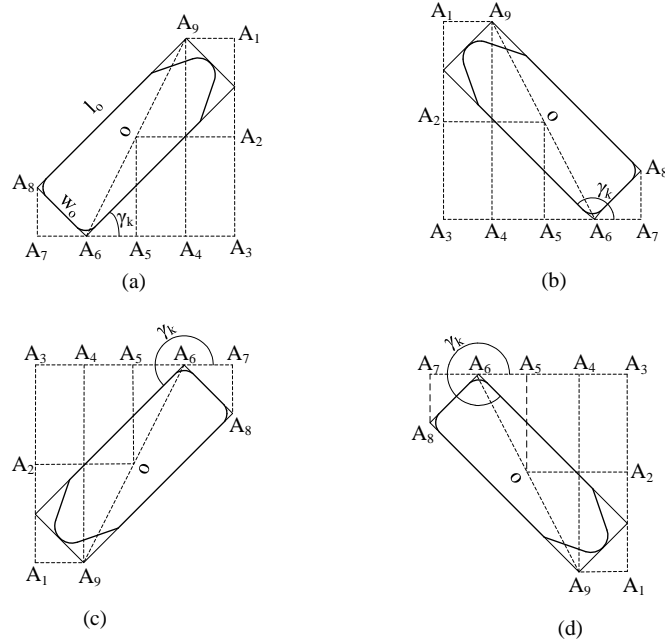 A₉
A₁
lₒ
o
A₂
A₈
wₒ
γₖ
A₇ A₆ A₅ A₄ A₃
(a)
A₁ A₉
A₂
o
A₈
γₖ
A₃ A₄ A₅ A₆ A₇
(b)
γₖ
A₃ A₄ A₅ A₆ A₇
A₈
A₂
o
A₁ A₉
(c)
γₖ
A₇ A₆ A₅ A₄ A₃
A₈
o
A₂
A₉ A₁
(d)